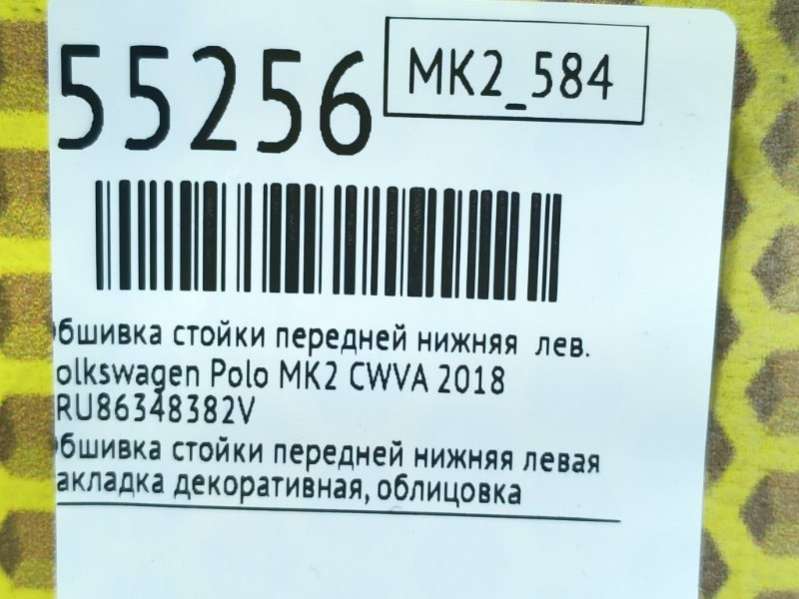 55256
MK2_584
бшивка стойки передней нижняя лев.
olkswagen Polo MK2 CWVA 2018
RU86348382V
бшивка стойки передней нижняя левая
акладка декоративная, облицовка